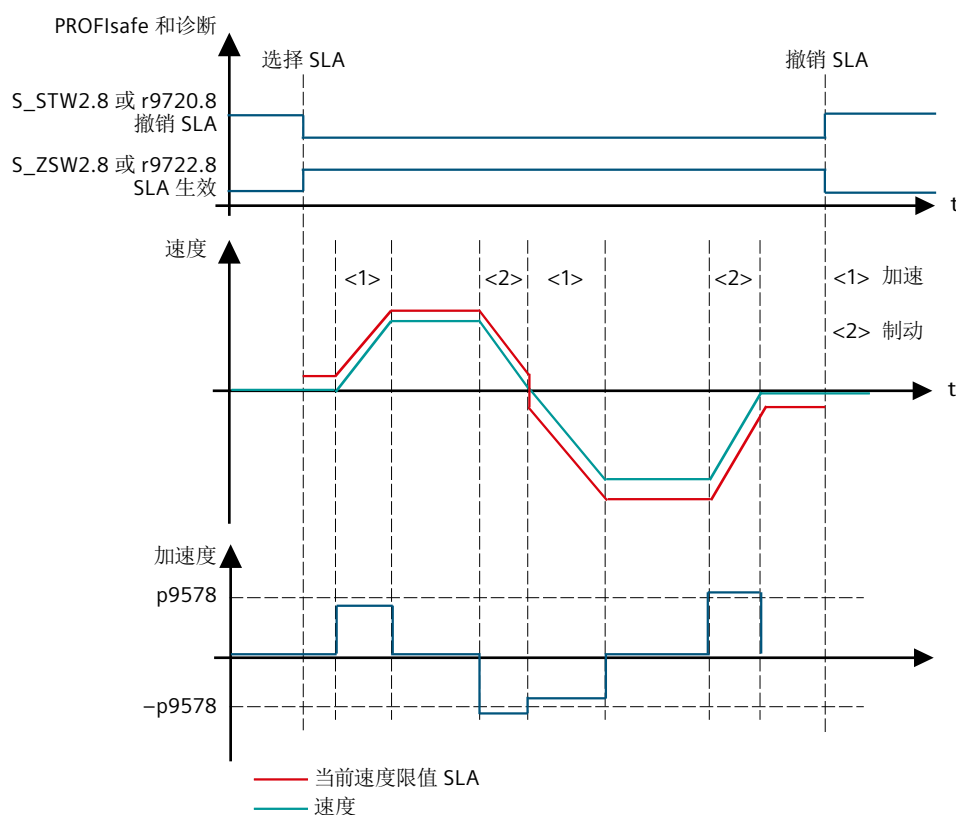 PROFIsafe 和诊断
选择 SLA
撤销 SLA
S_STW2.8 或 r9720.8
撤销 SLA
S_ZSW2.8 或 r9722.8
SLA 生效
t
速度
<1>
<2>
<1>
<2>
<1> 加速
<2> 制动
t
加速度
p9578
–p9578
当前速度限值 SLA
速度